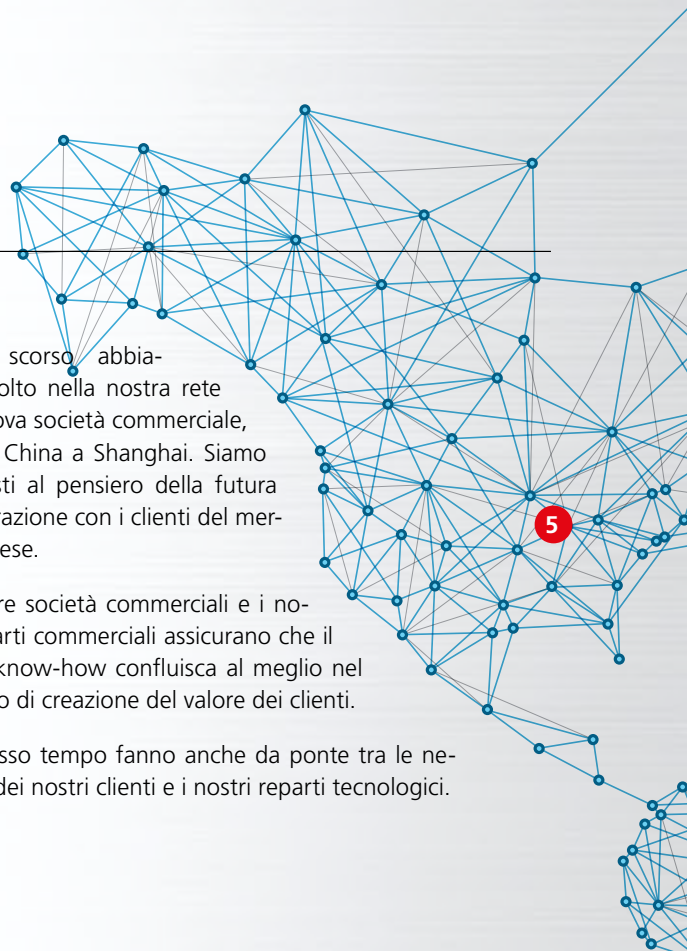 scorso abbia-
olto nella nostra rete
ova società commerciale,
China a Shanghai. Siamo
sti al pensiero della futura
razione con i clienti del mer-
ese.
re società commerciali e i no-
arti commerciali assicurano che il
know-how confluisca al meglio nel
o di creazione del valore dei clienti.
sso tempo fanno anche da ponte tra le ne-
dei nostri clienti e i nostri reparti tecnologici.
5